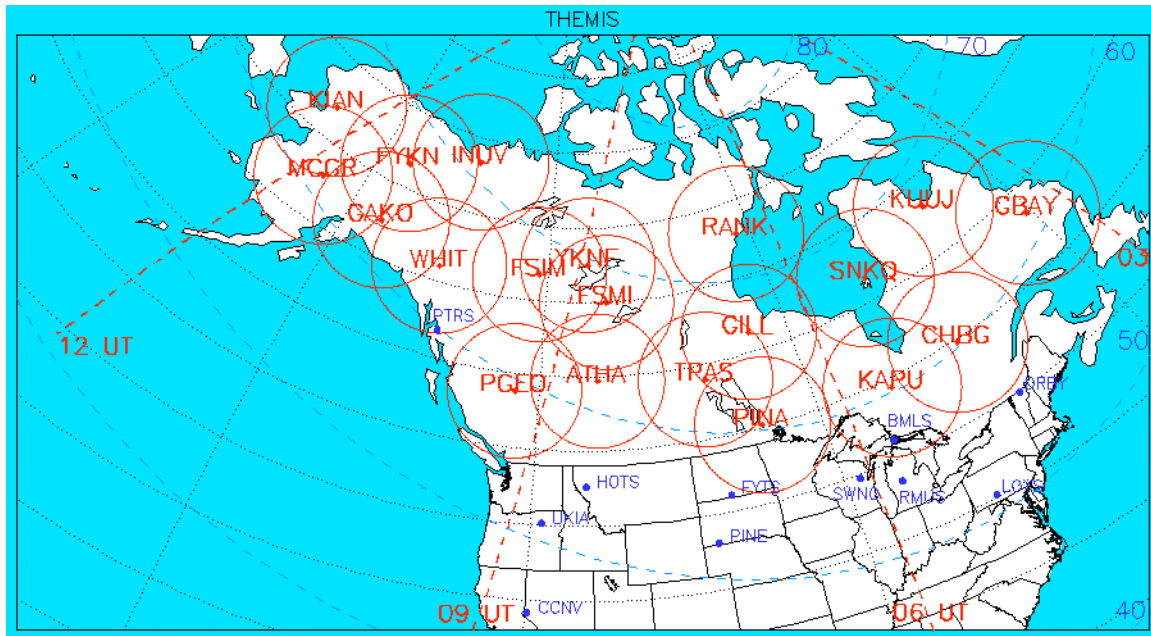 THEMIS
80
70
60
KIAN
FYKN
INUV
MCGR
KUUJ
GBAY
GAKO
RANK
WHIT
FSIM
YKNF
SNKQ
03
FSMI
PTRS
GILL
CHBG
50
12 UT
PGEO
ATHA
TPAS
KAPU
DRBY
PINA
BMLS
HOTS
FYTS
SWNO
RMUS
LOYS
UKIA
PINE
09 UT
CCNV
06 UT
40